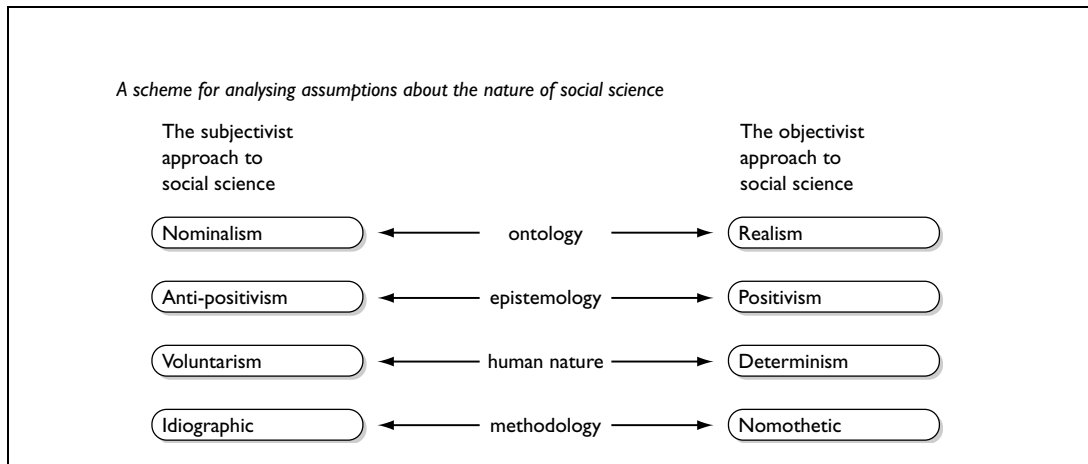 A scheme for analysing assumptions about the nature of social science
The subjectivist
approach to
social science
The objectivist
approach to
social science
Nominalism ontology Realism
Anti-positivism epistemology Positivism
Voluntarism human nature Determinism
Idiographic methodology Nomothetic